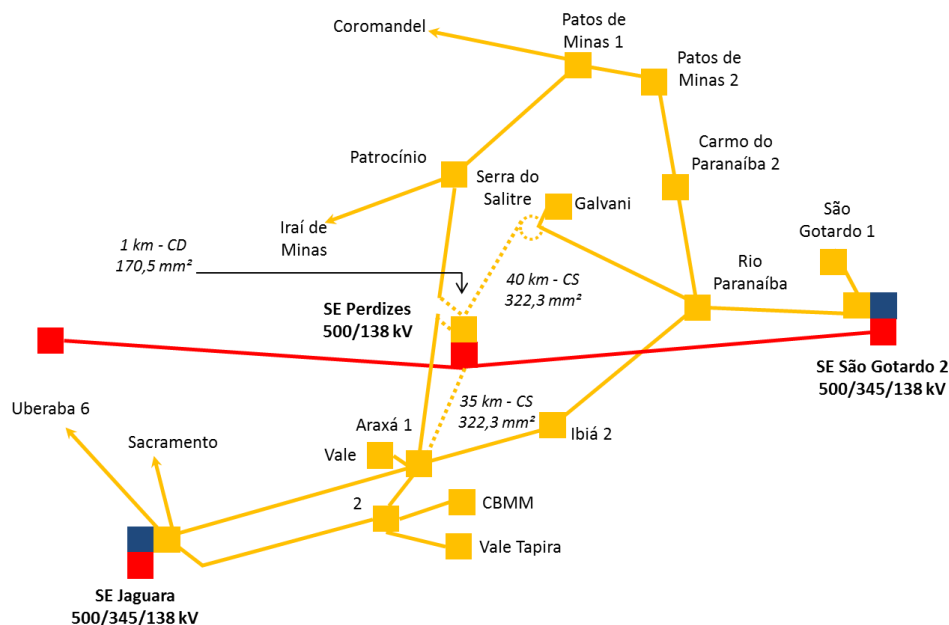 Coromandel
Patos de
Minas 1
Patos de
Minas 2
Carmo do
Paranaíba 2
Patrocínio
Serra do
Salitre
Galvani
São
Gotardo 1
Iraí de
Minas
1 km - CD
170,5 mm²
40 km - CS
322,3 mm²
Rio
Paranaíba
SE Perdizes
500/138 kV
SE São Gotardo 2
500/345/138 kV
35 km - CS
322,3 mm²
Uberaba 6
Sacramento
Araxá 1
Vale
Ibiá 2
2
CBMM
Vale Tapira
SE Jaguara
500/345/138 kV